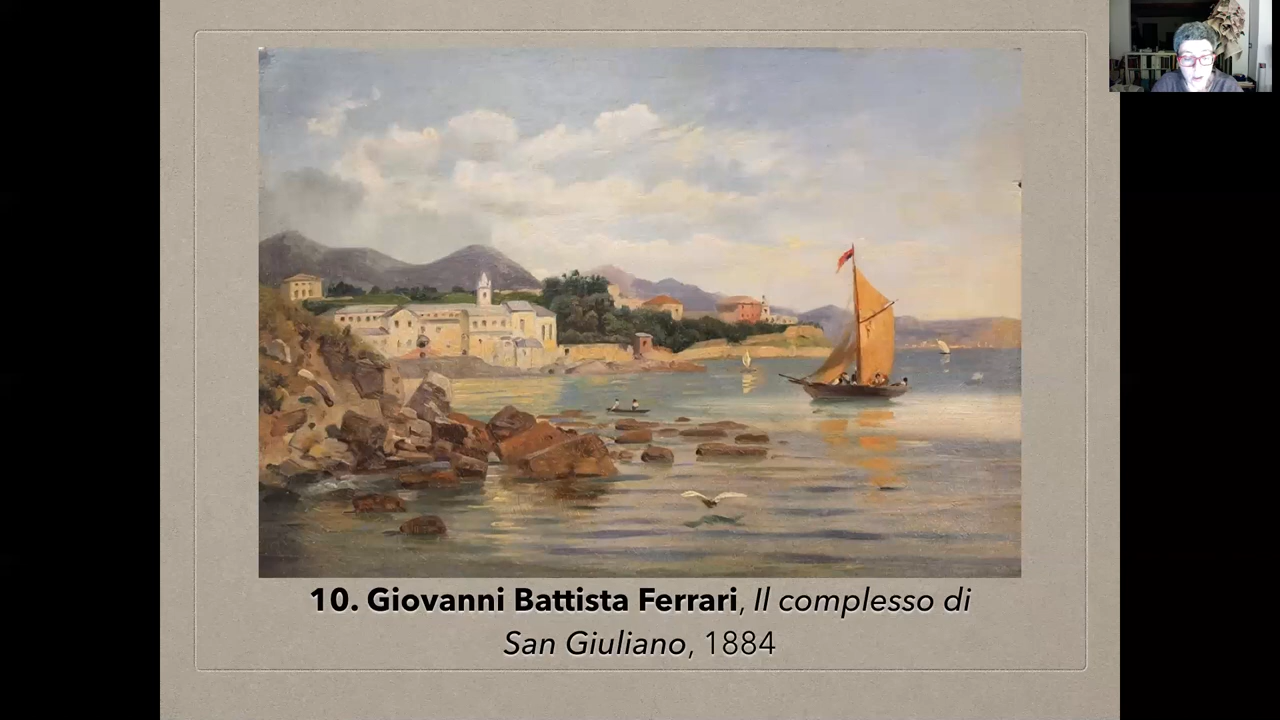 10. Giovanni Battista Ferrari, Il complesso di
San Giuliano, 1884